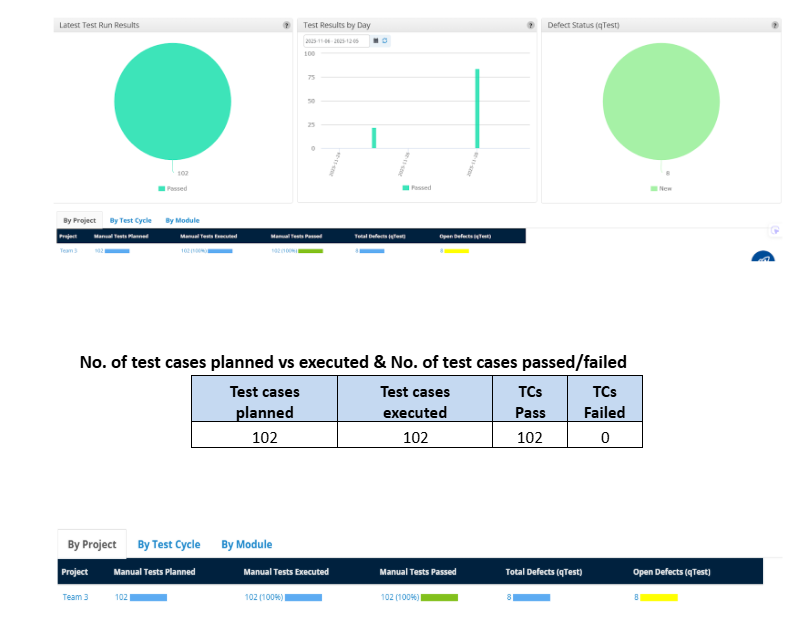 Latest Test Run Results ?
Test Results by Day ?
Defect Status (qTest) ?
2023-11-06 - 2023-12-05
100
75
50
25
0
102
Passed
Passed
8
New
By Project By Test Cycle By Module
Project Manual Tests Planned Manual Tests Executed Manual Tests Passed Total Defects (qTest) Open Defects (qTest)
Team 3 102 102 (100%) 102 (100%) 8 8
No. of test cases planned vs executed & No. of test cases passed/failed
Test cases planned Test cases executed TCs Pass TCs Failed
102 102 102 0
By Project By Test Cycle By Module
Project Manual Tests Planned Manual Tests Executed Manual Tests Passed Total Defects (qTest) Open Defects (qTest)
Team 3 102 102 (100%) 102 (100%) 8 8